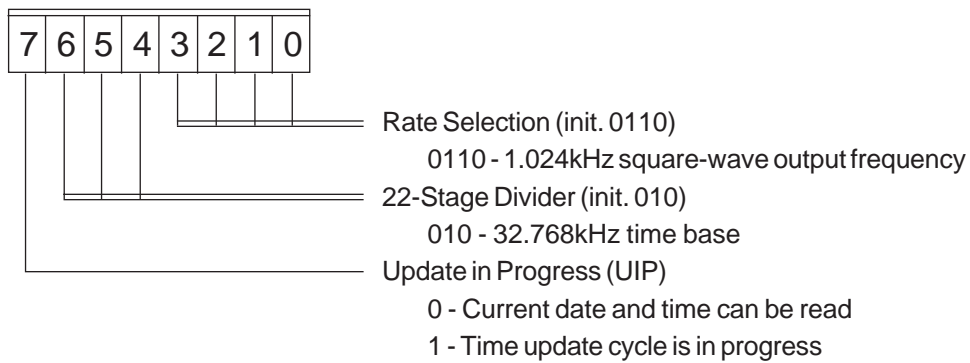 7 6 5 4 3 2 1 0
Rate Selection (init. 0110)
0110 - 1.024kHz square-wave output frequency
22-Stage Divider (init. 010)
010 - 32.768kHz time base
Update in Progress (UIP)
0 - Current date and time can be read
1 - Time update cycle is in progress